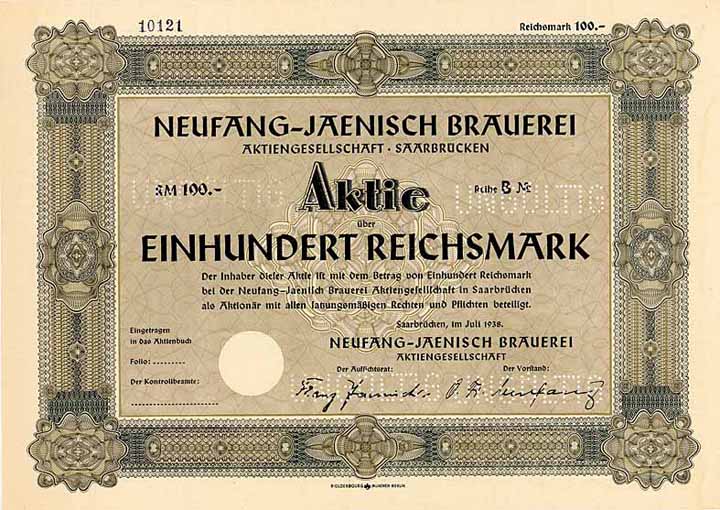 10121
Reichsmark 100.-
NEUFANG-JAENISCH BRAUEREI
AKTIENGESELLSCHAFT · SAARBRÜCKEN
RM 100.-
Aktie
Reihe B №
UNGÜLTIG
über
EINHUNDERT REICHSMARK
Der Inhaber dieser Aktie ist mit dem Betrag von Einhundert Reichsmark
bei der Neufang-Jaenisch Brauerei Aktiengesellschaft in Saarbrücken
als Aktionär mit allen satzungsmäßigen Rechten und Pflichten beteiligt.
Saarbrücken, im Juli 1938.
Eingetragen
in das Aktienbuch
NEUFANG-JAENISCH BRAUEREI
AKTIENGESELLSCHAFT
Folio: .........
Der Aufsichtsrat:
Der Vorstand:
Der Kontrollbeamte: